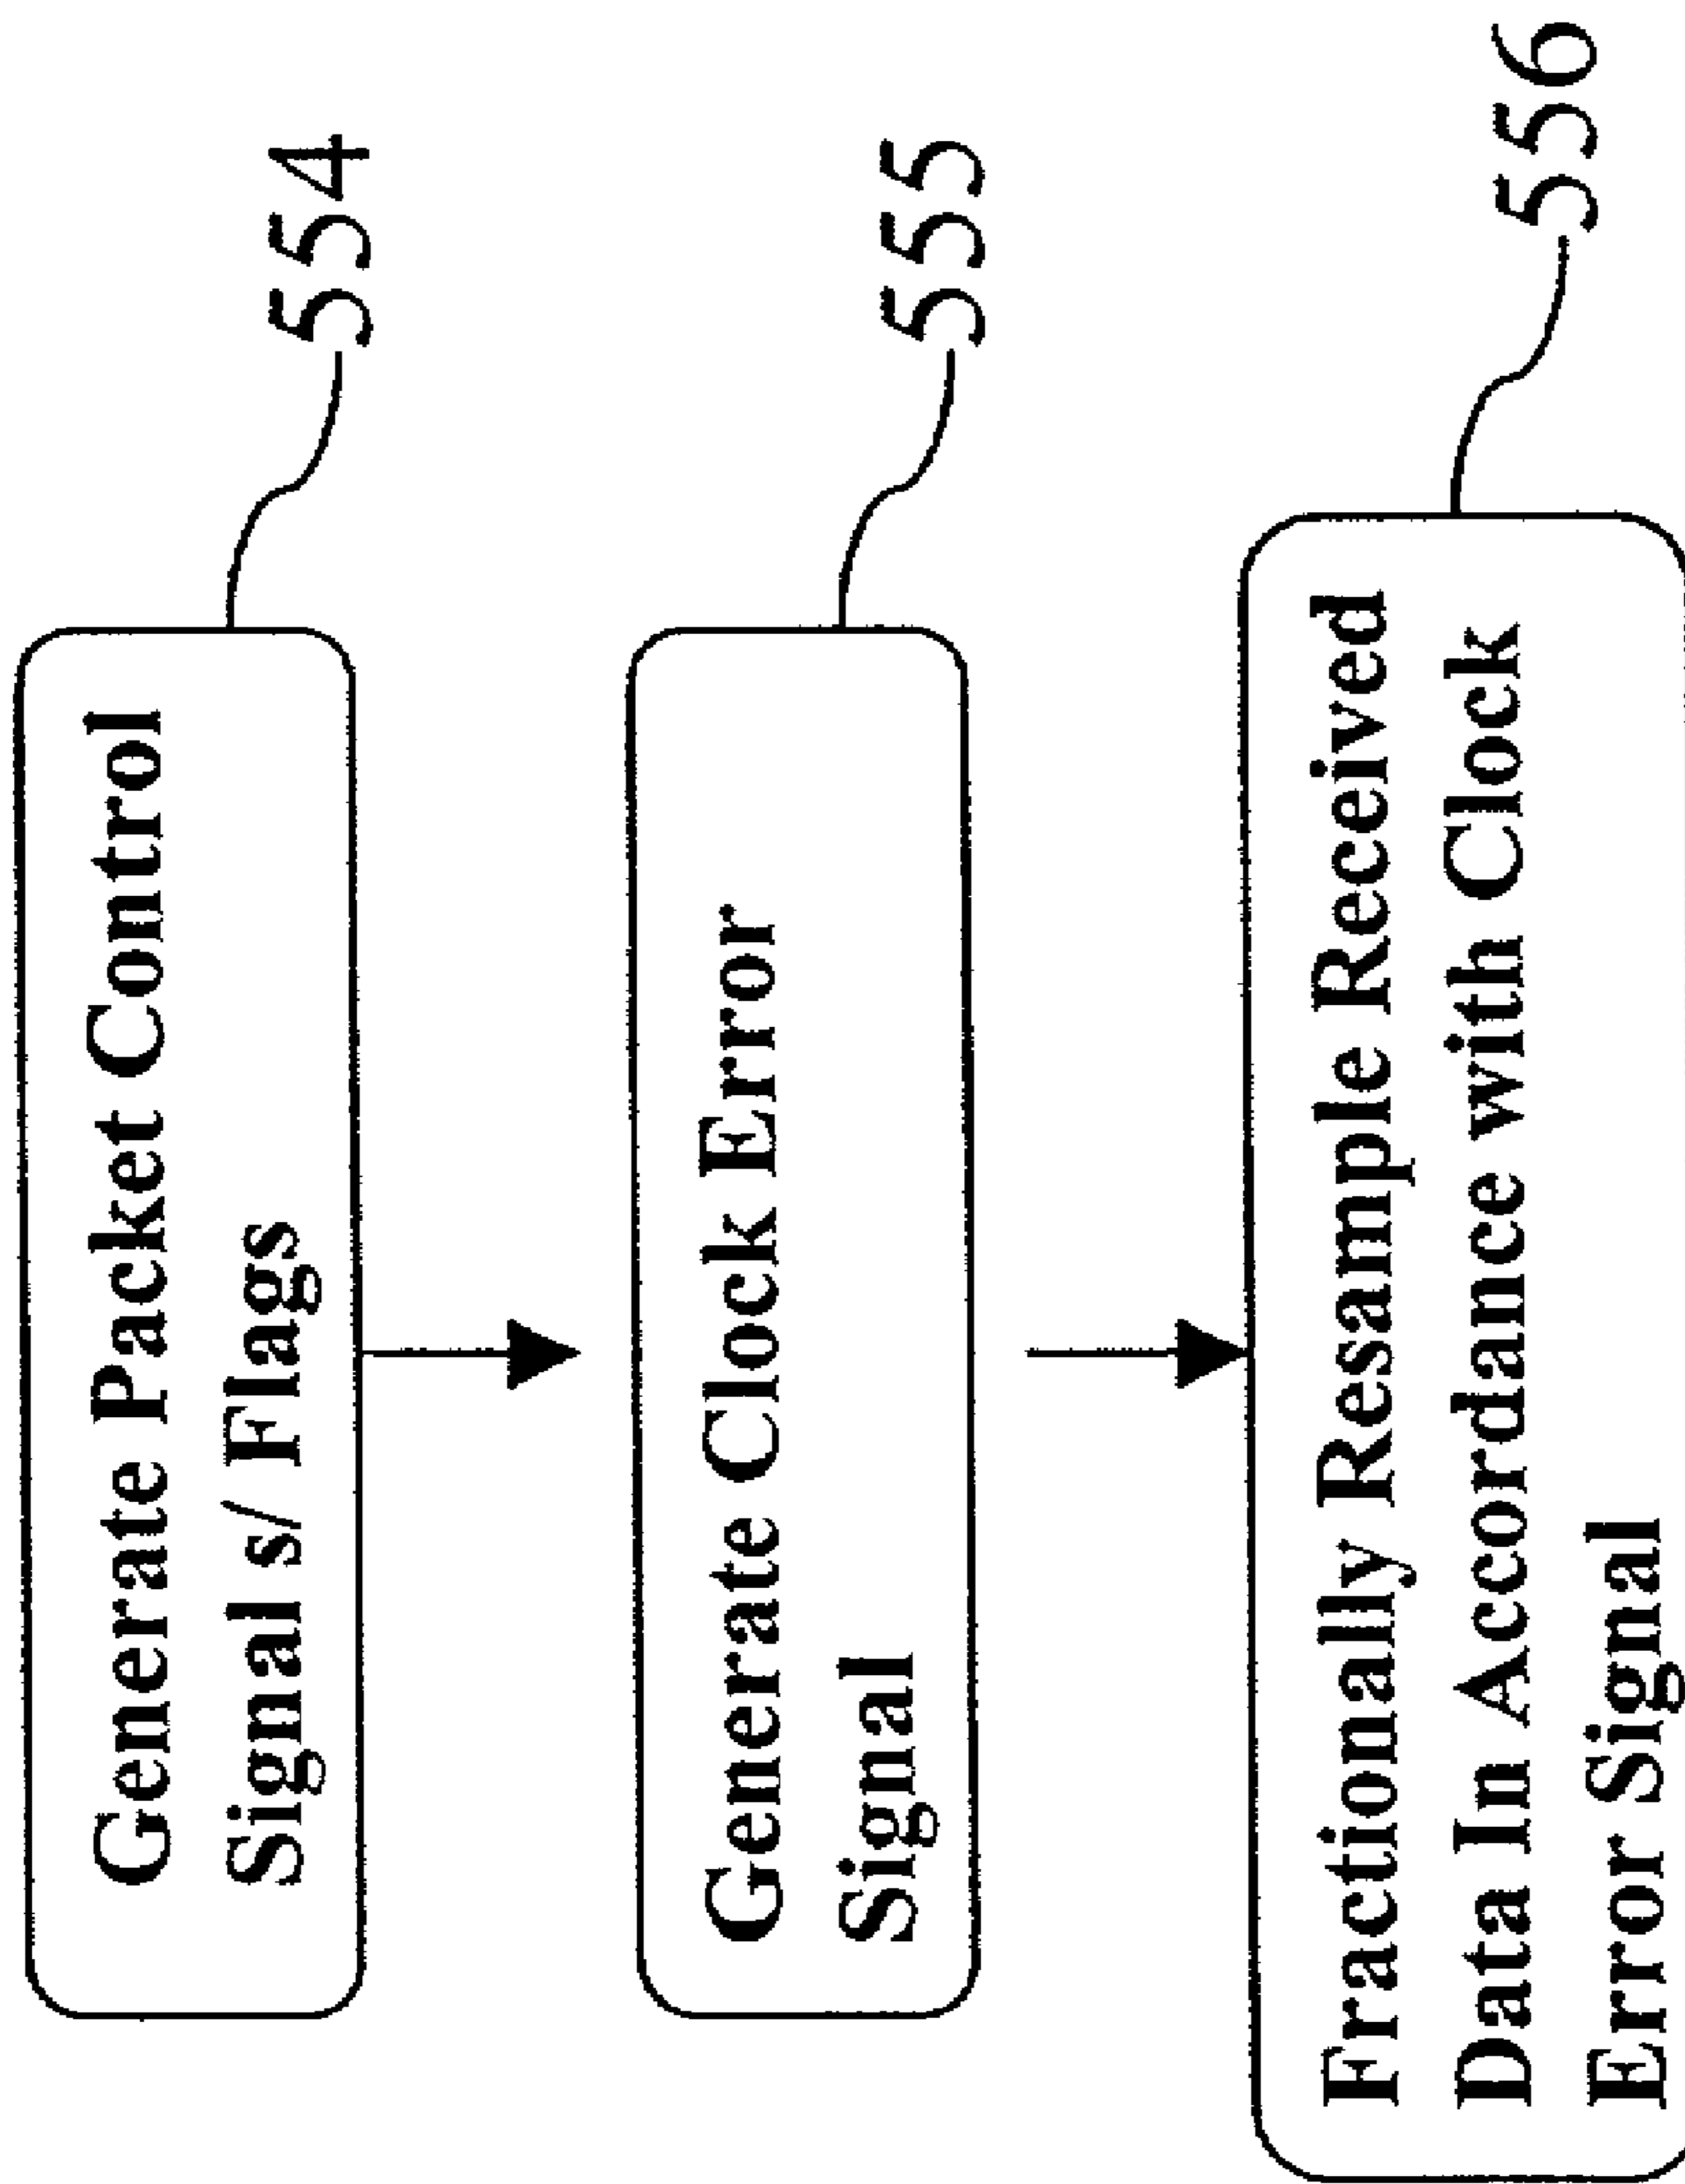 Generate Packet Control
Signal s/ Flags
554
Generate Clock Error
Signal
555
Fractionally Resample Received
Data In Accordance with Clock
Error Signal
556